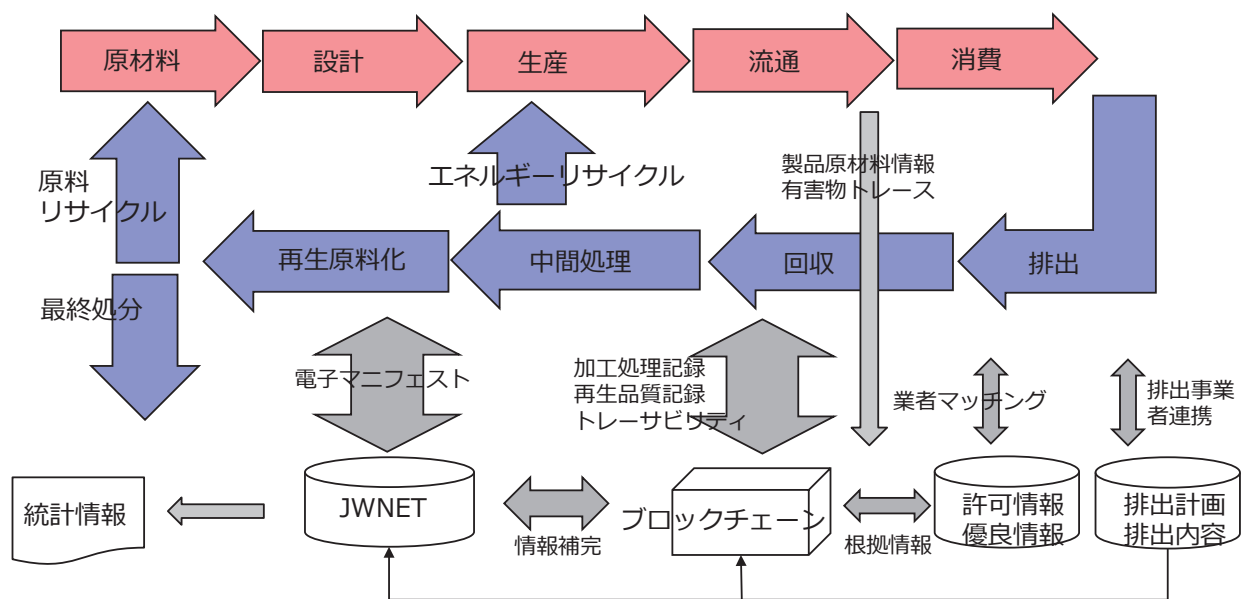 原材料
設計
生産
流通
消費
原料
リサイクル
エネルギーリサイクル
製品原材料情報
有害物トレース
再生原料化
中間処理
回収
排出
最終処分
電子マニフェスト
加工処理記録
再生品質記録
トレーサビリティ
業者マッチング
排出事業
者連携
統計情報
JWNET
情報補完
ブロックチェーン
根拠情報
許可情報
優良情報
排出計画
排出内容